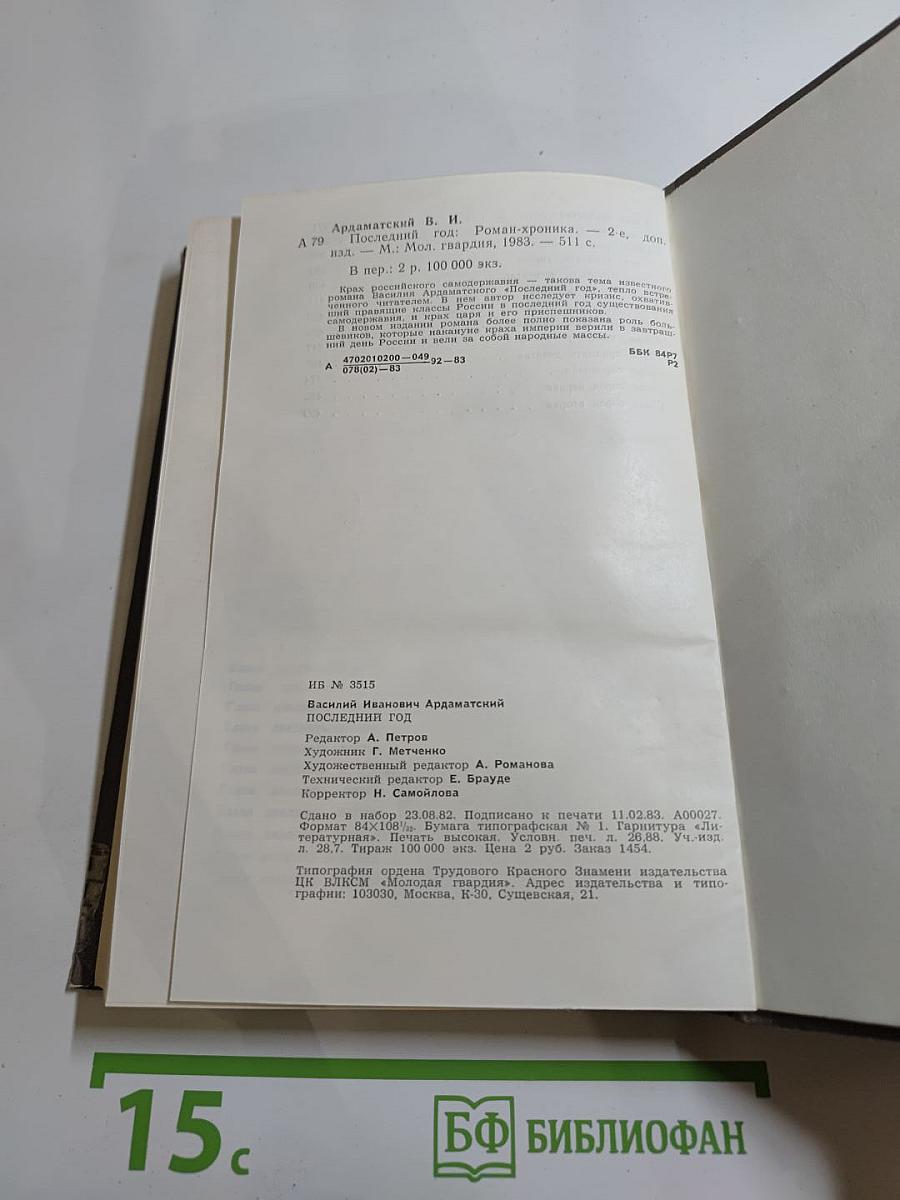 Ардаматский В. И.
А 79 Последний год: Роман-хроника. — 2-е, доп.
изд. — М.: Мол. гвардия, 1983. — 511 с.
В пер.: 2 р. 100 000 экз.
Крах российского самодержавия — такова тема известного
романа Василия Ардаматского «Последний год», тепло встре-
ченного читателем. В нем автор исследует кризис, охватив-
ший правящие классы России в последний год существования
самодержавия, и крах царя и его приспешников.
В новом издании романа более полно показана роль боль-
шевиков, которые накануне краха империи верили в завтраш-
ний день России и вели за собой народные массы.
А 4702010200—049 92—83
078(02)—83
ББК 84Р7
Р2
ИБ № 3515
Василий Иванович Ардаматский
ПОСЛЕДНИЙ ГОД
Редактор А. Петров
Художник Г. Метченко
Художественный редактор А. Романова
Технический редактор Е. Брауде
Корректор Н. Самойлова
Сдано в набор 23.08.82. Подписано к печати 11.02.83. А00027.
Формат 84×108¹/₃₂. Бумага типографская № 1. Гарнитура «Ли-
тературная». Печать высокая. Условн. печ. л. 26,88. Уч.-изд.
л. 28,7. Тираж 100 000 экз. Цена 2 руб. Заказ 1454.
Типография ордена Трудового Красного Знамени издательства
ЦК ВЛКСМ «Молодая гвардия». Адрес издательства и типо-
графии: 103030, Москва, К-30, Сущевская, 21.
15 с
БФ БИБЛИОФАН